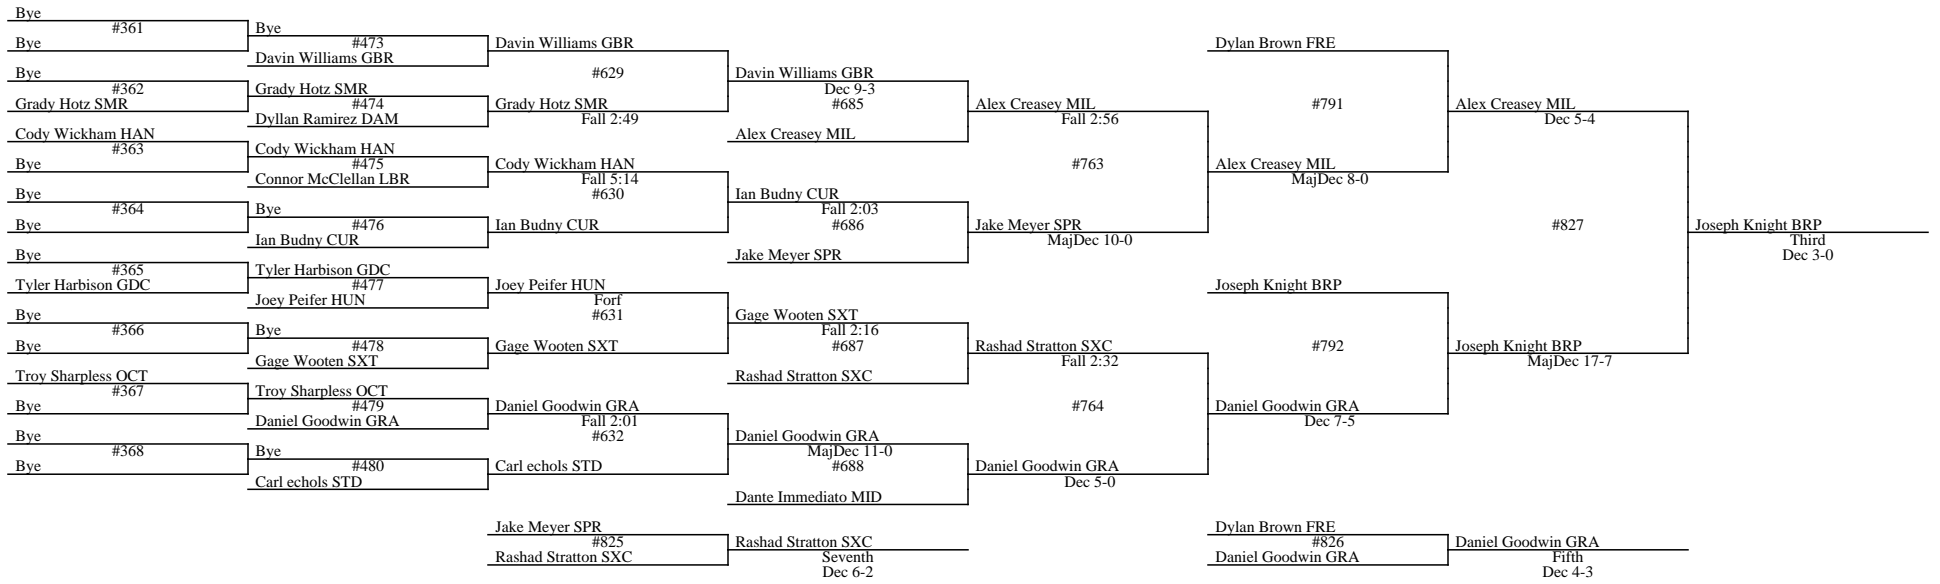 Bye
#361
Bye
Bye
#362
Grady Hotz SMR
Cody Wickham HAN
#363
Bye
Bye
#364
Bye
Bye
#365
Tyler Harbison GDC
Bye
#366
Bye
Troy Sharpless OCT
#367
Bye
Bye
#368
Bye
Bye
#473
Davin Williams GBR
Grady Hotz SMR
#474
Dyllan Ramirez DAM
Cody Wickham HAN
#475
Connor McClellan LBR
Bye
#476
Ian Budny CUR
Tyler Harbison GDC
#477
Joey Peifer HUN
Bye
#478
Gage Wooten SXT
Troy Sharpless OCT
#479
Daniel Goodwin GRA
Bye
#480
Carl echols STD
Davin Williams GBR
#629
Grady Hotz SMR
Fall 2:49
Cody Wickham HAN
Fall 5:14
#630
Ian Budny CUR
Joey Peifer HUN
Forf
#631
Gage Wooten SXT
Daniel Goodwin GRA
Fall 2:01
#632
Carl echols STD
Davin Williams GBR
Dec 9-3
#685
Alex Creasey MIL
Ian Budny CUR
Fall 2:03
#686
Jake Meyer SPR
Gage Wooten SXT
Fall 2:16
#687
Rashad Stratton SXC
Daniel Goodwin GRA
MajDec 11-0
#688
Dante Immediato MID
Alex Creasey MIL
Fall 2:56
#763
Jake Meyer SPR
MajDec 10-0
Rashad Stratton SXC
Fall 2:32
#764
Daniel Goodwin GRA
Dec 5-0
Dylan Brown FRE
#791
Alex Creasey MIL
MajDec 8-0
Joseph Knight BRP
#792
Daniel Goodwin GRA
Dec 7-5
Alex Creasey MIL
Dec 5-4
#827
Joseph Knight BRP
MajDec 17-7
Joseph Knight BRP
Third
Dec 3-0
Jake Meyer SPR
#825
Rashad Stratton SXC
Rashad Stratton SXC
Seventh
Dec 6-2
Dylan Brown FRE
#826
Daniel Goodwin GRA
Daniel Goodwin GRA
Fifth
Dec 4-3